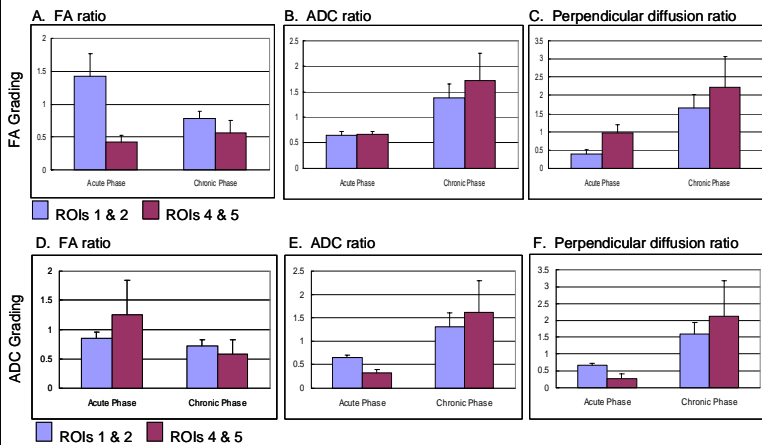 A. FA ratio
B. ADC ratio
C. Perpendicular diffusion ratio
FA Grading
2
1.5
1
0.5
0
Acute Phase
Chronic Phase
2.5
2
1.5
1
0.5
0
Acute Phase
Chronic Phase
3.5
3
2.5
2
1.5
1
0.5
0
Acute Phase
Chronic Phase
ROIs 1 & 2
ROIs 4 & 5
D. FA ratio
E. ADC ratio
F. Perpendicular diffusion ratio
ADC Grading
2
1.5
1
0.5
0
Acute Phase
Chronic Phase
2.5
2
1.5
1
0.5
0
Acute Phase
Chronic Phase
3.5
3
2.5
2
1.5
1
0.5
0
Acute Phase
Chronic Phase
ROIs 1 & 2
ROIs 4 & 5